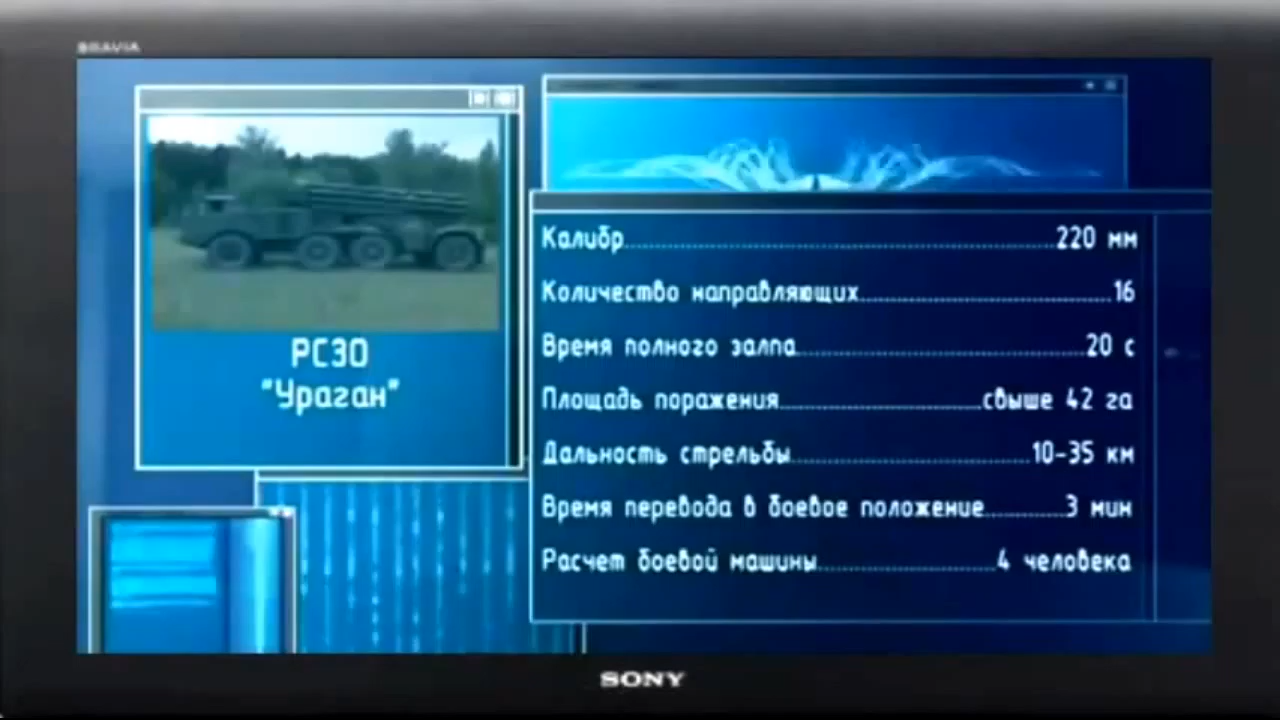 BRAVIA
РСЗО
"Ураган"
Калибр 220 мм
Количество направляющих 16
Время полного залпа 20 с
Площадь поражения свыше 42 га
Дальность стрельбы 10-35 км
Время перевода в боевое положение 3 мин
Расчет боевой машины 4 человека
SONY